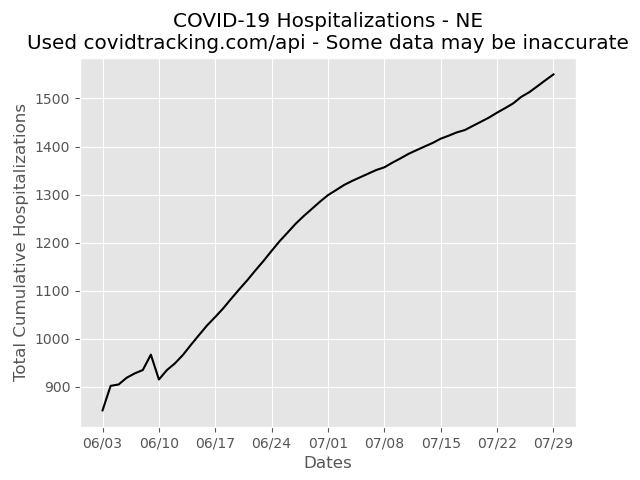 COVID-19 Hospitalizations - NE
Used covidtracking.com/api - Some data may be inaccurate
Total Cumulative Hospitalizations
1500
1400
1300
1200
1100
1000
900
06/03 06/10 06/17 06/24 07/01 07/08 07/15 07/22 07/29
Dates